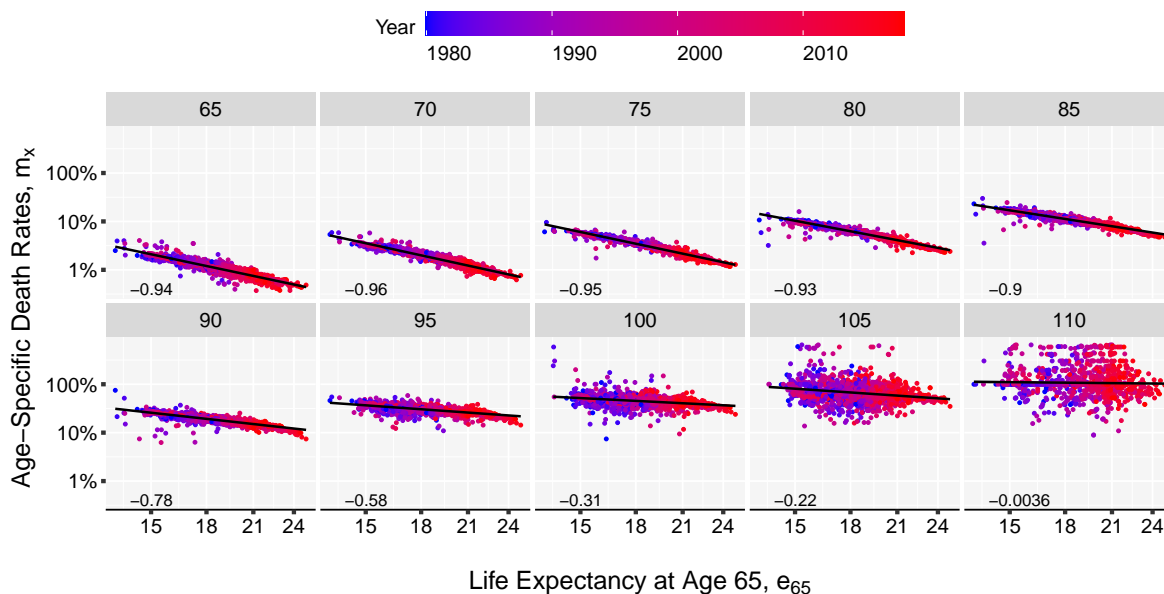 Year
1980 1990 2000 2010
65 70 75 80 85
100%
10%
1%
−0.94 −0.96 −0.95 −0.93 −0.9
90 95 100 105 110
100%
10%
1%
−0.78 −0.58 −0.31 −0.22 −0.0036
15 18 21 24 15 18 21 24 15 18 21 24 15 18 21 24 15 18 21 24
Age−Specific Death Rates, mₓ
Life Expectancy at Age 65, e₆₅